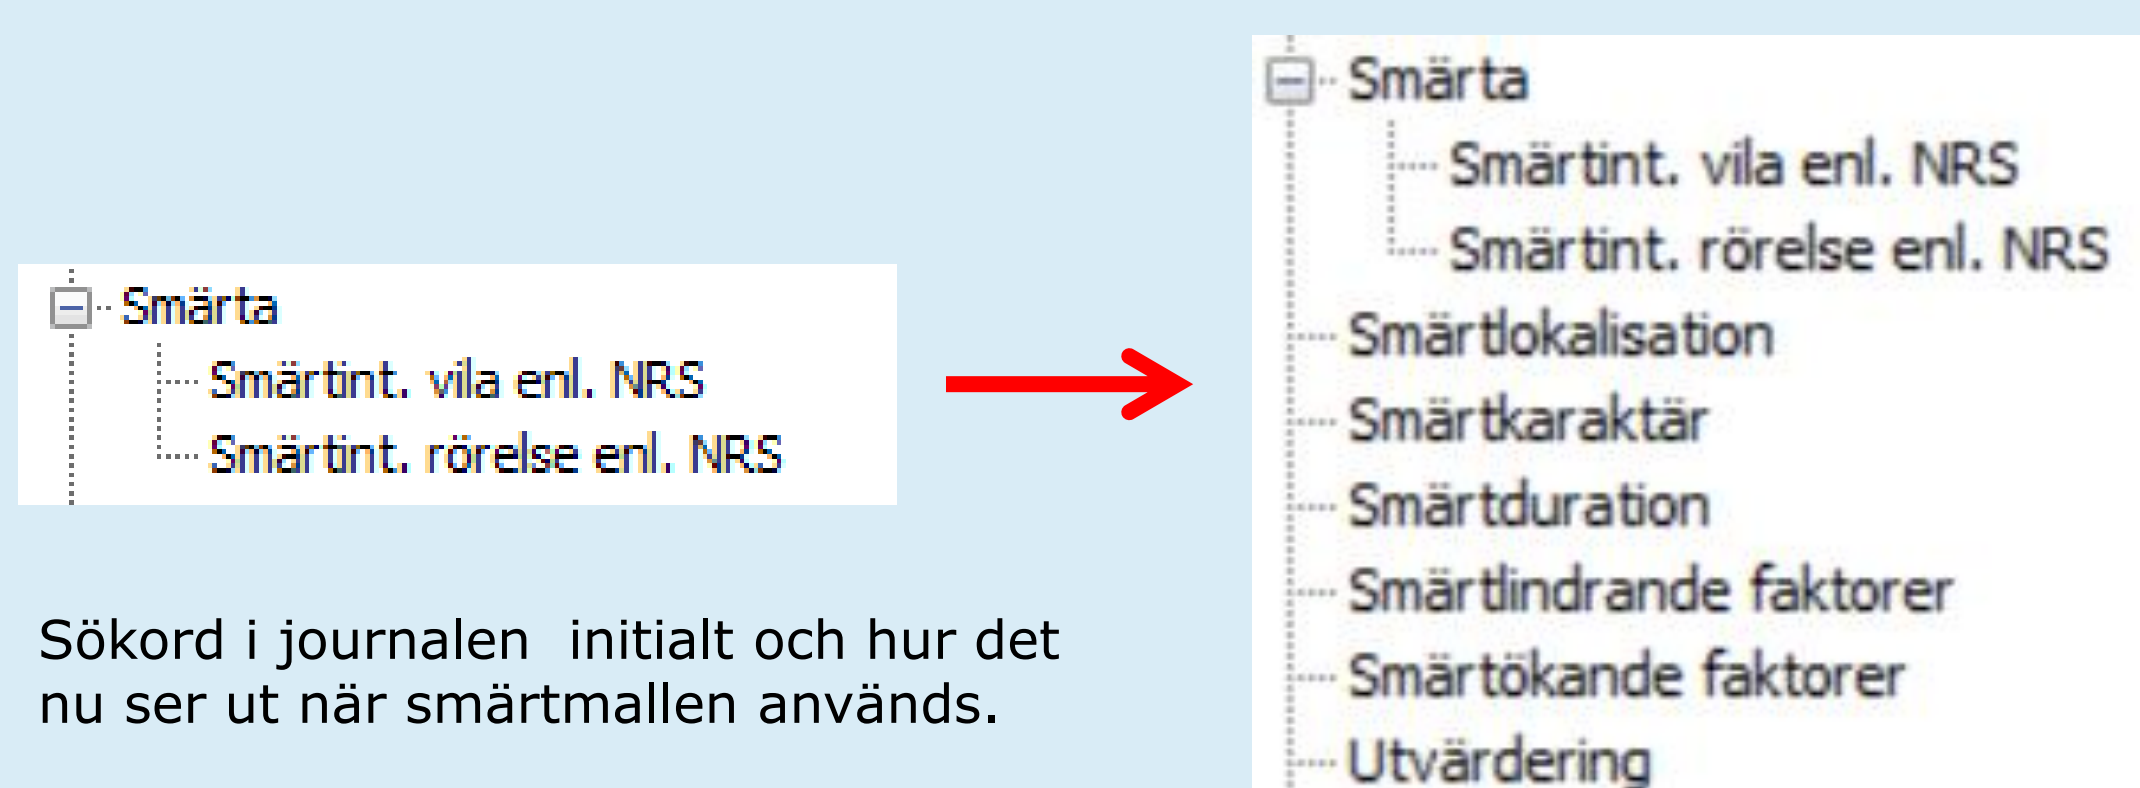 Smärta
Smärtint. vila enl. NRS
Smärtint. rörelse enl. NRS
Sökord i journalen  initialt och hur det
nu ser ut när smärtmallen används.
Smärta
Smärtint. vila enl. NRS
Smärtint. rörelse enl. NRS
Smärtlokalisation
Smärtkaraktär
Smärtduration
Smärtlindrande faktorer
Smärtökande faktorer
Utvärdering